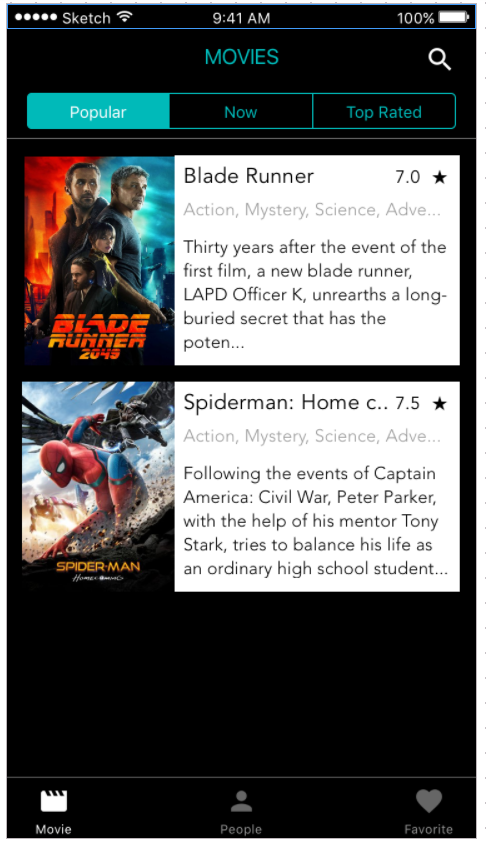 Sketch 9:41 AM 100%
MOVIES
Popular Now Top Rated
Blade Runner 7.0 ★
Action, Mystery, Science, Adve...
Thirty years after the event of the
first film, a new blade runner,
LAPD Officer K, unearths a long-
buried secret that has the
poten...
BLADE
RUNNER
2049
Spiderman: Home c.. 7.5 ★
Action, Mystery, Science, Adve...
Following the events of Captain
America: Civil War, Peter Parker,
with the help of his mentor Tony
Stark, tries to balance his life as
an ordinary high school student...
SPIDER-MAN
HOMECOMING
Movie People Favorite